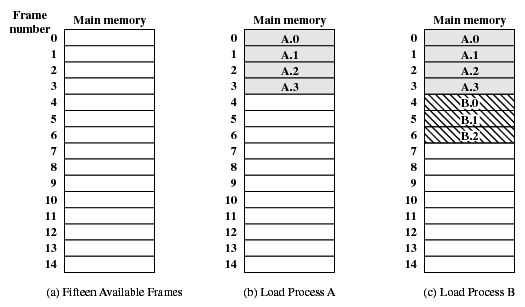 Frame
number
Main memory
0
1
2
3
4
5
6
7
8
9
10
11
12
13
14
(a) Fifteen Available Frames
Main memory
0 A.0
1 A.1
2 A.2
3 A.3
4
5
6
7
8
9
10
11
12
13
14
(b) Load Process A
Main memory
0 A.0
1 A.1
2 A.2
3 A.3
4 B.0
5 B.1
6 B.2
7
8
9
10
11
12
13
14
(c) Load Process B